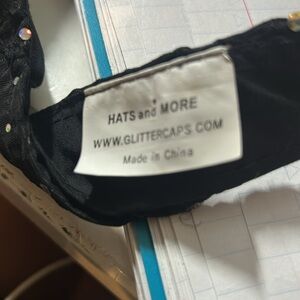 HATS and MORE
WWW.GLITTERCAPS.COM
Made in China